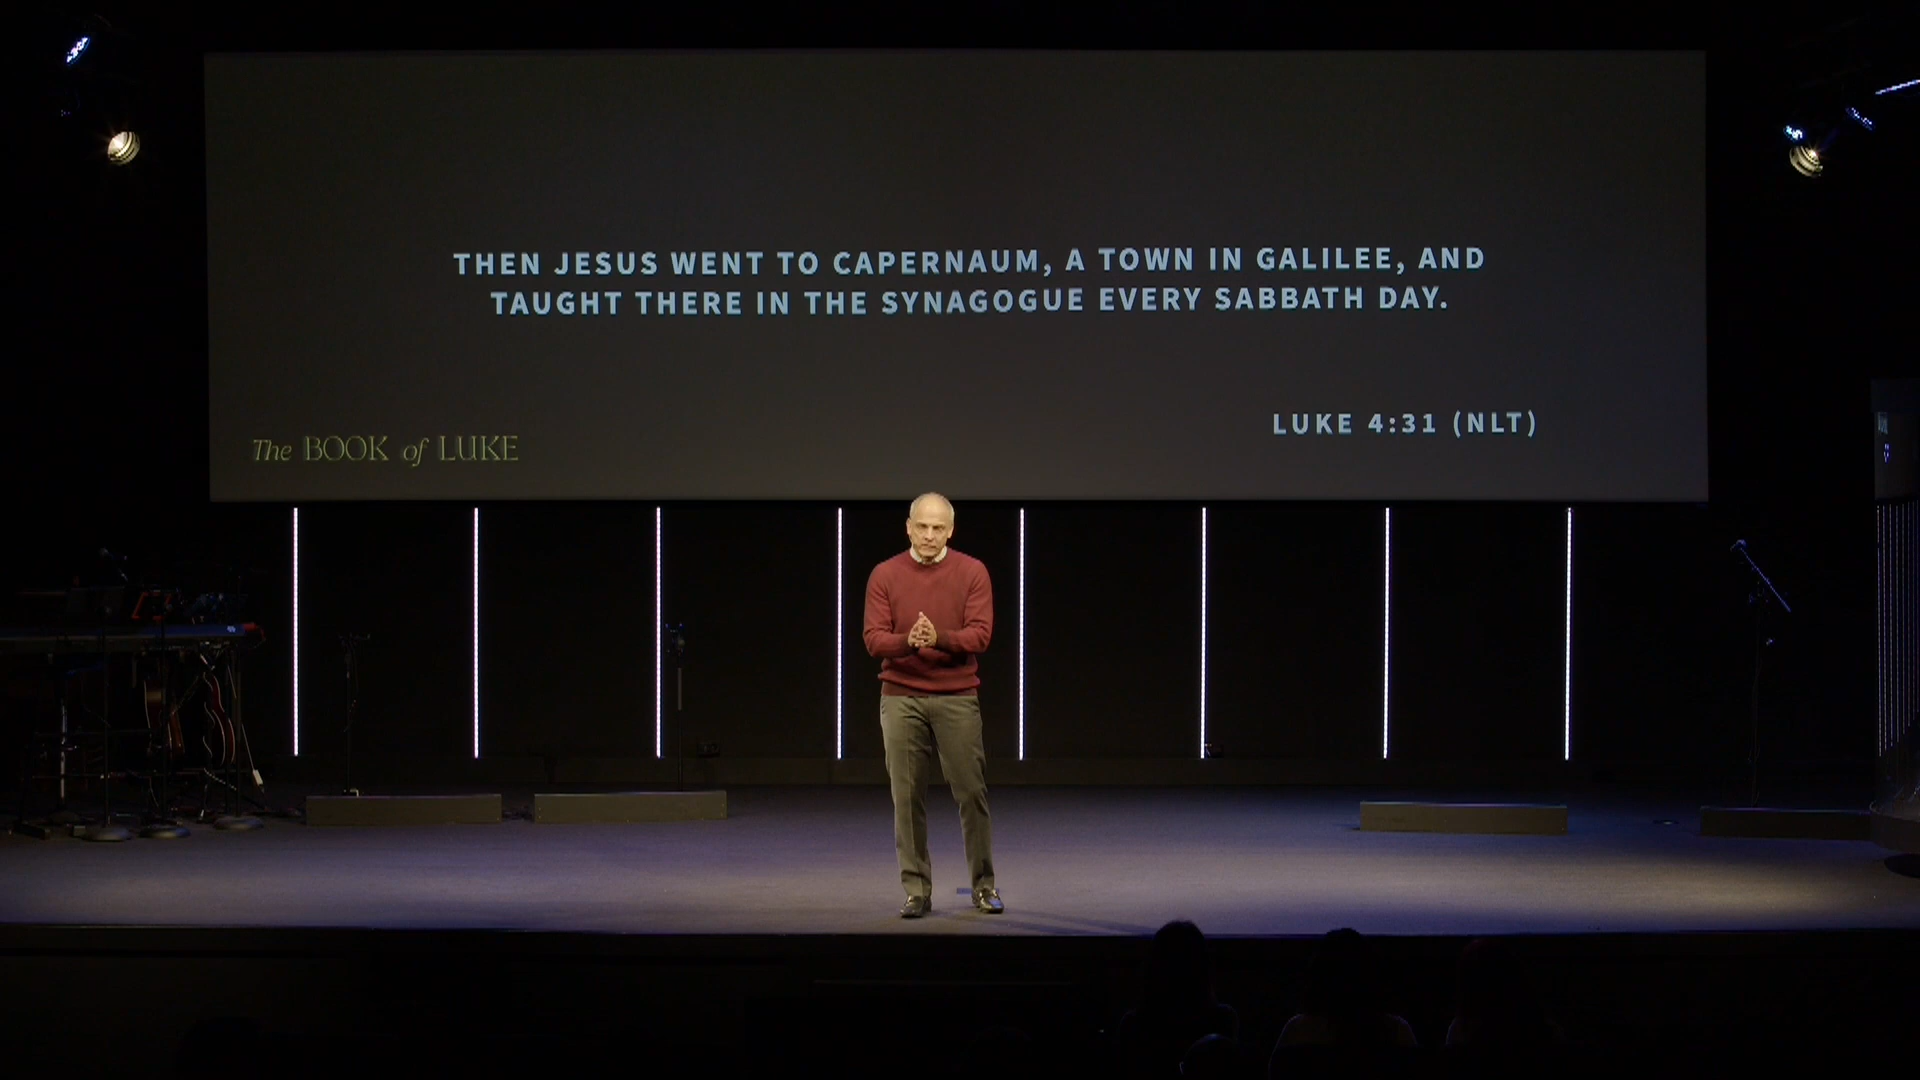 THEN JESUS WENT TO CAPERNAUM, A TOWN IN GALILEE, AND
TAUGHT THERE IN THE SYNAGOGUE EVERY SABBATH DAY.
LUKE 4:31 (NLT)
The BOOK of LUKE